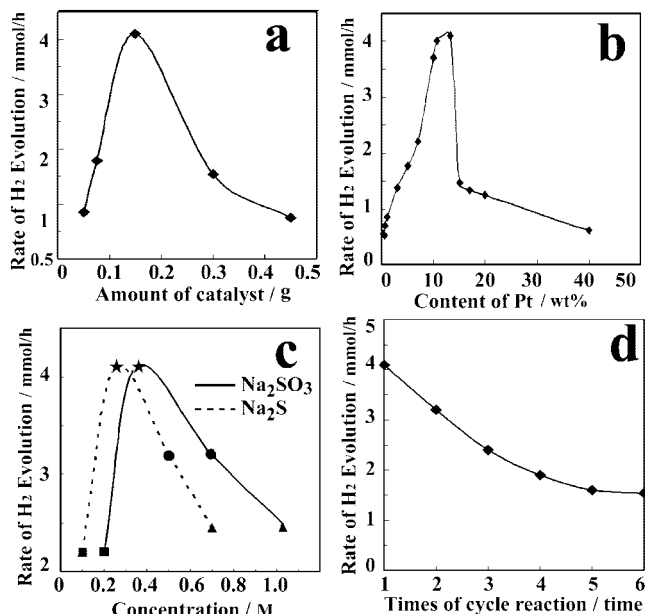 a
4
3
2
1
0.5
0 0.1 0.2 0.3 0.4 0.5
Rate of H2 Evolution / mmol/h
Amount of catalyst / g
b
4
3
2
1
0
0 10 20 30 40 50
Rate of H2 Evolution / mmol/h
Content of Pt / wt%
c
Na2SO3
Na2S
4
3
2
0 0.2 0.4 0.6 0.8 1.0
Rate of H2 Evolution / mmol/h
Concentration / M
d
5
4
3
2
1
0
1 2 3 4 5 6
Rate of H2 Evolution / mmol/h
Times of cycle reaction / time